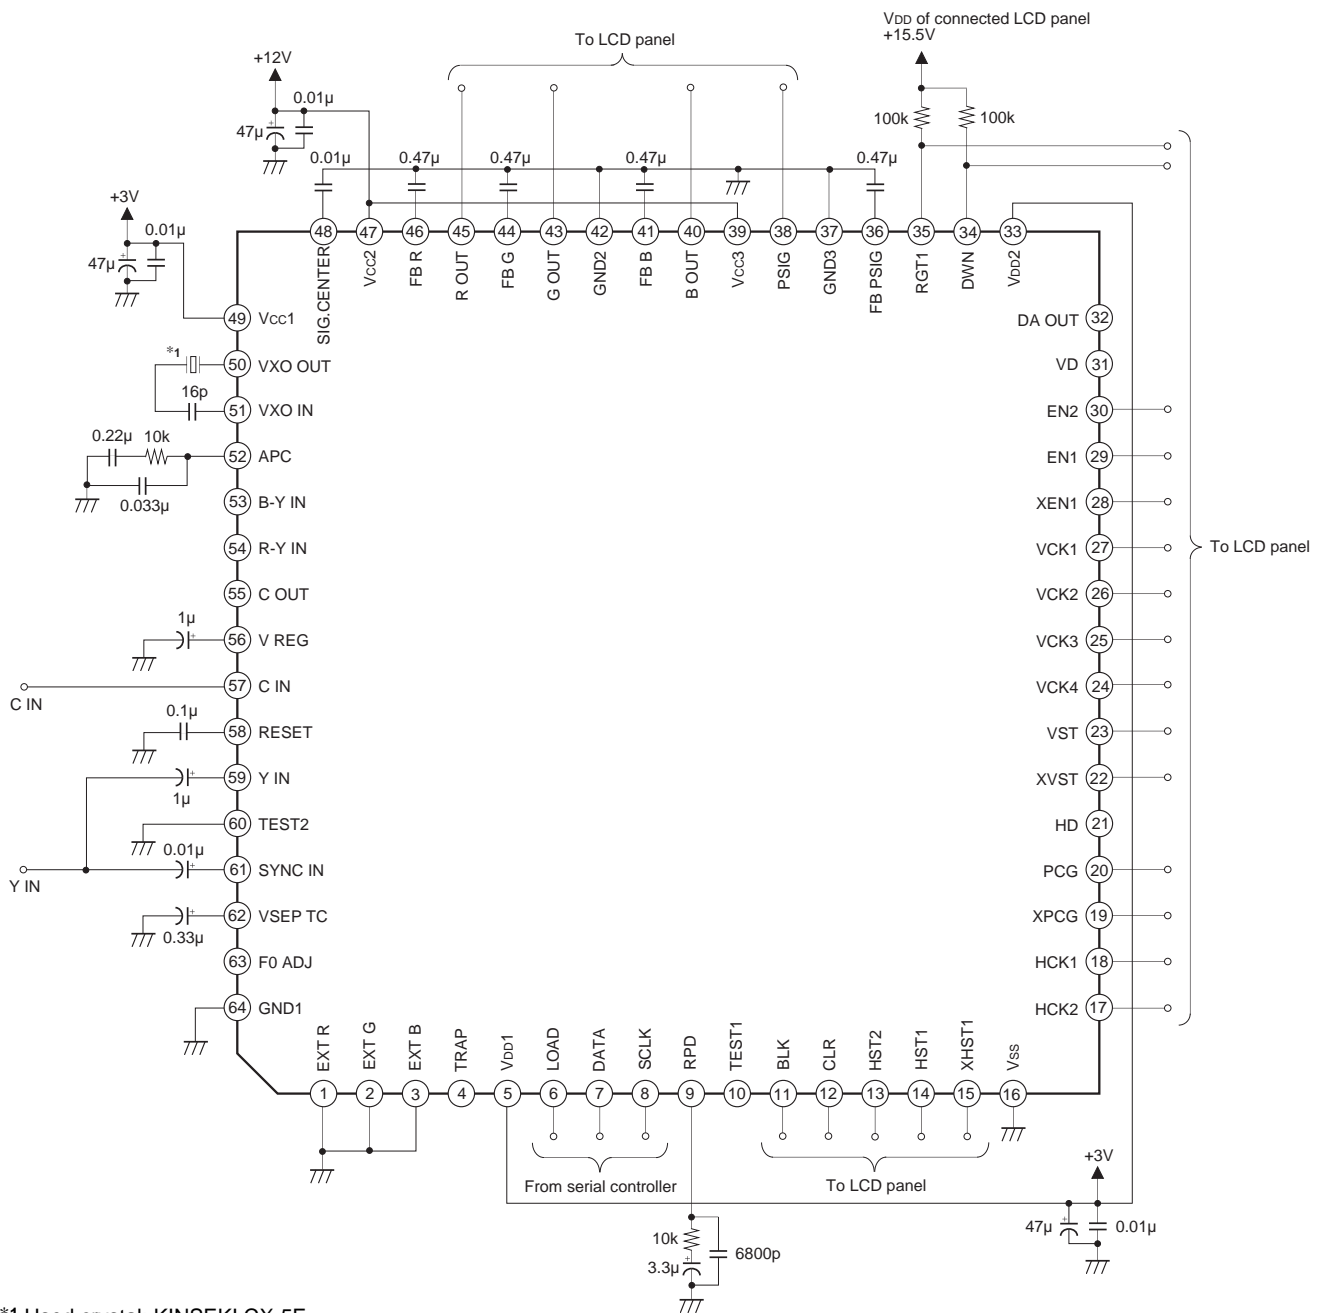 VDD of connected LCD panel
+15.5V
To LCD panel
+12V
0.01μ
47μ
100k
100k
0.01μ
0.47μ
0.47μ
0.47μ
0.47μ
+3V
0.01μ
47μ
48
47
46
45
44
43
42
41
40
39
38
37
36
35
34
33
SIG.CENTER
VCC2
FB R
R OUT
FB G
G OUT
GND2
FB B
B OUT
VCC3
PSIG
GND3
FB PSIG
RGT1
DWN
VDD2
49 VCC1
*1
50 VXO OUT
16p
51 VXO IN
0.22μ 10k
52 APC
0.033μ
53 B-Y IN
54 R-Y IN
55 C OUT
1μ
56 V REG
57 C IN
C IN
0.1μ
58 RESET
59 Y IN
1μ
60 TEST2
0.01μ
61 SYNC IN
Y IN
62 VSEP TC
0.33μ
63 F0 ADJ
64 GND1
DA OUT 32
VD 31
EN2 30
EN1 29
XEN1 28
VCK1 27
To LCD panel
VCK2 26
VCK3 25
VCK4 24
VST 23
XVST 22
HD 21
PCG 20
XPCG 19
HCK1 18
HCK2 17
EXT R
EXT G
EXT B
TRAP
VDD1
LOAD
DATA
SCLK
RPD
TEST1
BLK
CLR
HST2
HST1
XHST1
VSS
1
2
3
4
5
6
7
8
9
10
11
12
13
14
15
16
From serial controller
To LCD panel
+3V
47μ
0.01μ
10k
3.3μ
6800p